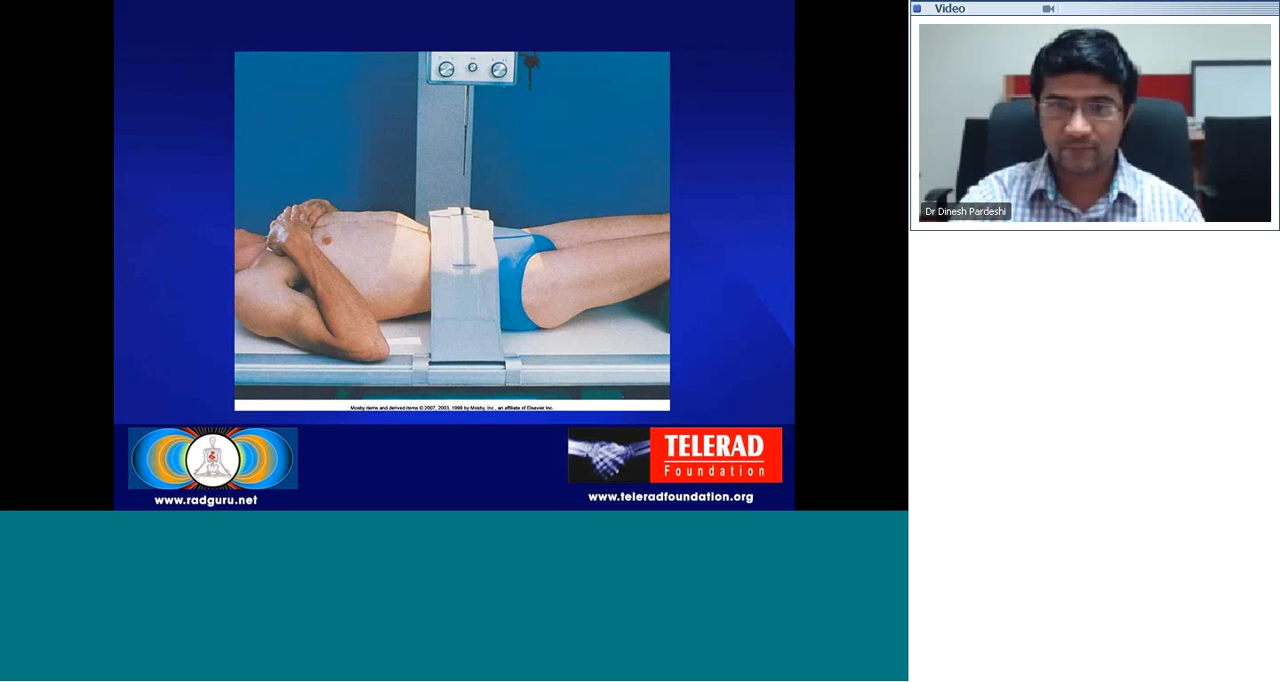 Video
Dr Dinesh Pardeshi
Mosby items and derived items © 2007, 2003, 1999 by Mosby, Inc., an affiliate of Elsevier Inc.
TELERAD
Foundation
www.radguru.net
www.teleradfoundation.org